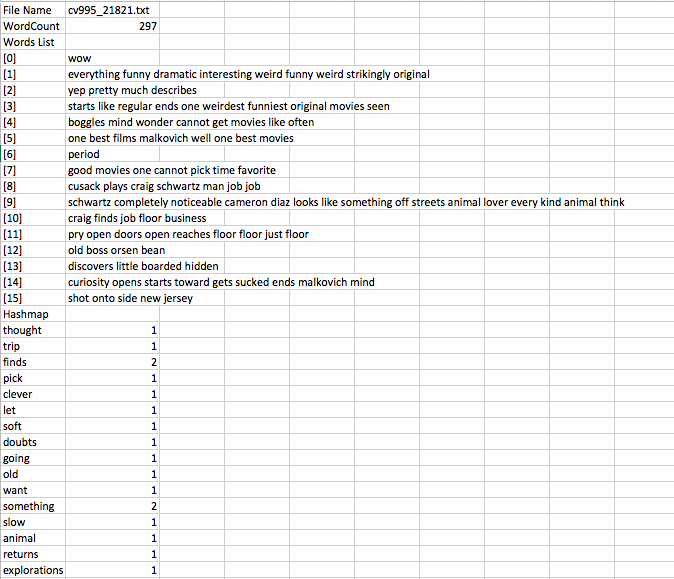 File Name cv995_21821.txt
WordCount 297
Words List
[0] wow
[1] everything funny dramatic interesting weird funny weird strikingly original
[2] yep pretty much describes
[3] starts like regular ends one weirdest funniest original movies seen
[4] boggles mind wonder cannot get movies like often
[5] one best films malkovich well one best movies
[6] period
[7] good movies one cannot pick time favorite
[8] cusack plays craig schwartz man job job
[9] schwartz completely noticeable cameron diaz looks like something off streets animal lover every kind animal think
[10] craig finds job floor business
[11] pry open doors open reaches floor floor just floor
[12] old boss orsen bean
[13] discovers little boarded hidden
[14] curiosity opens starts toward gets sucked ends malkovich mind
[15] shot onto side new jersey
Hashmap
thought 1
trip 1
finds 2
pick 1
clever 1
let 1
soft 1
doubts 1
going 1
old 1
want 1
something 2
slow 1
animal 1
returns 1
explorations 1